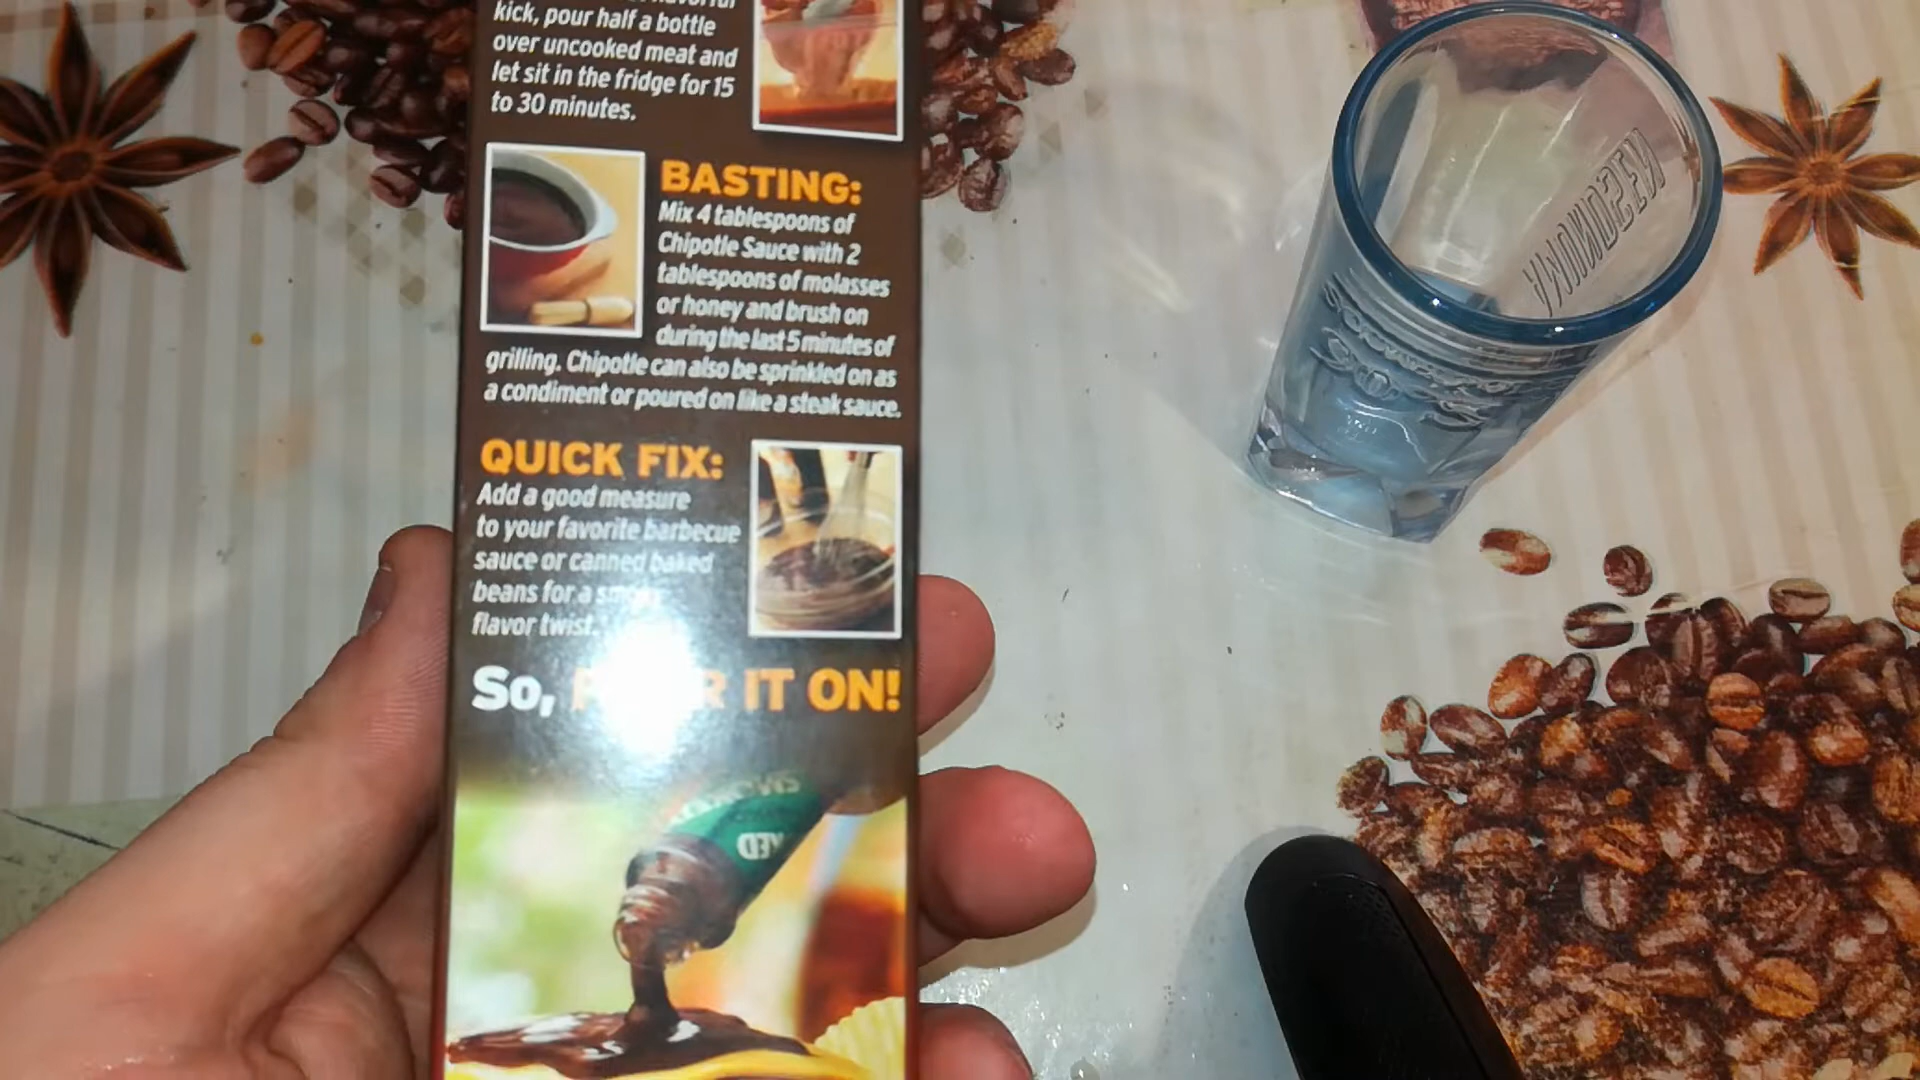 kick, pour half a bottle
over uncooked meat and
let sit in the fridge for 15
to 30 minutes.
BASTING:
Mix 4 tablespoons of
Chipotle Sauce with 2
tablespoons of molasses
or honey and brush on
during the last 5 minutes of
grilling. Chipotle can also be sprinkled on as
a condiment or poured on like a steak sauce.
QUICK FIX:
Add a good measure
to your favorite barbecue
sauce or canned baked
beans for a
flavor twist.
So, IT ON!